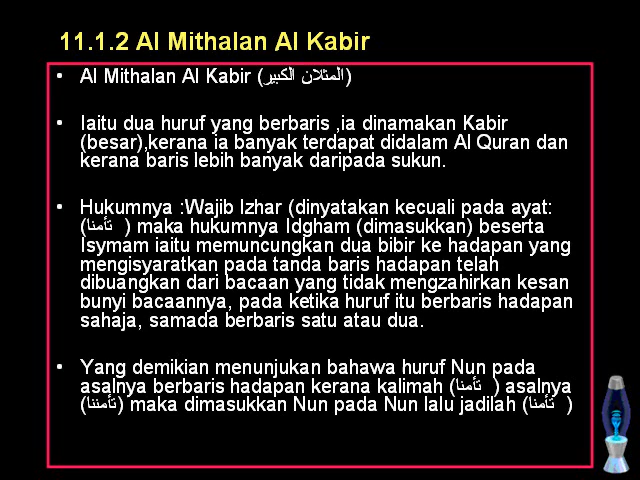 11.1.2 Al Mithalan Al Kabir
• Al Mithalan Al Kabir (المثلان الكبير)
• Iaitu dua huruf yang berbaris ,ia dinamakan Kabir
(besar),kerana ia banyak terdapat didalam Al Quran dan
kerana baris lebih banyak daripada sukun.
• Hukumnya :Wajib Izhar (dinyatakan kecuali pada ayat:
(تأمنا ) maka hukumnya Idgham (dimasukkan) beserta
Isymam iaitu memuncungkan dua bibir ke hadapan yang
mengisyaratkan pada tanda baris hadapan telah
dibuangkan dari bacaan yang tidak mengzahirkan kesan
bunyi bacaannya, pada ketika huruf itu berbaris hadapan
sahaja, samada berbaris satu atau dua.
• Yang demikian menunjukan bahawa huruf Nun pada
asalnya berbaris hadapan kerana kalimah (تأمنا ) asalnya
(تأمننا) maka dimasukkan Nun pada Nun lalu jadilah (تأمنا )